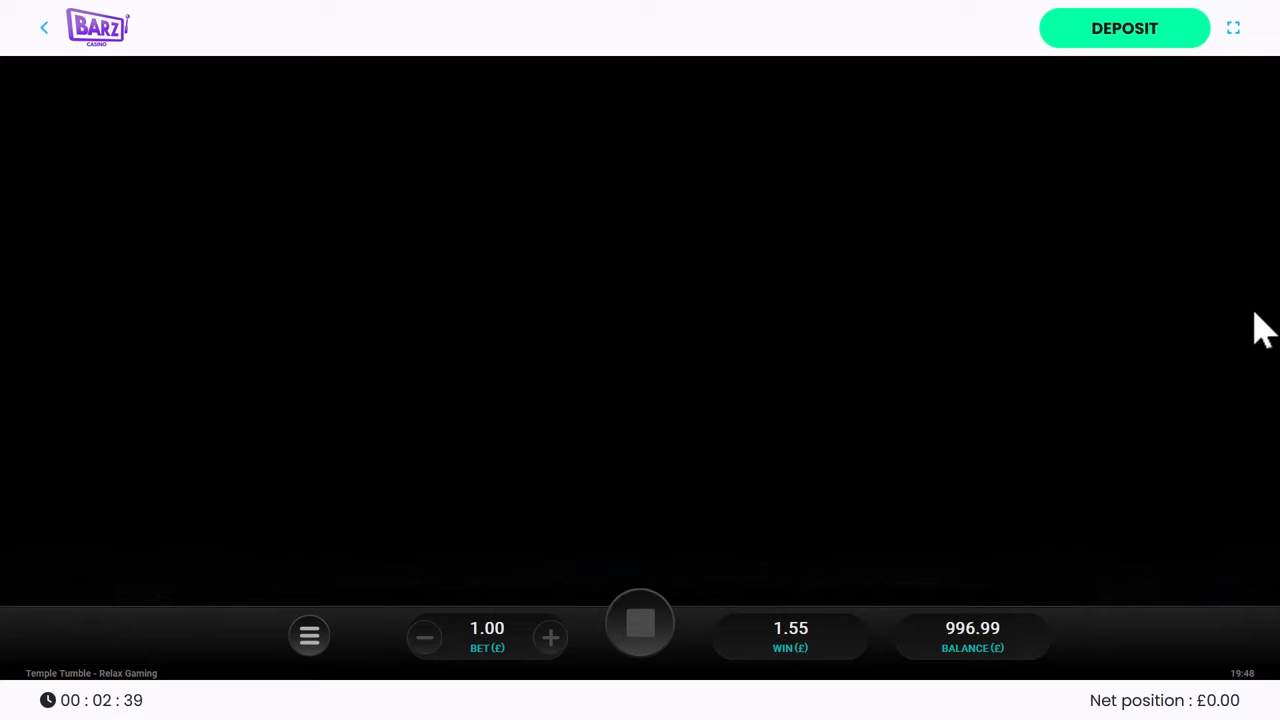 BARZ
CASINO
DEPOSIT
1.00
BET (£)
1.55
WIN (£)
996.99
BALANCE (£)
Temple Tumble - Relax Gaming
19:48
00 : 02 : 39
Net position : £0.00